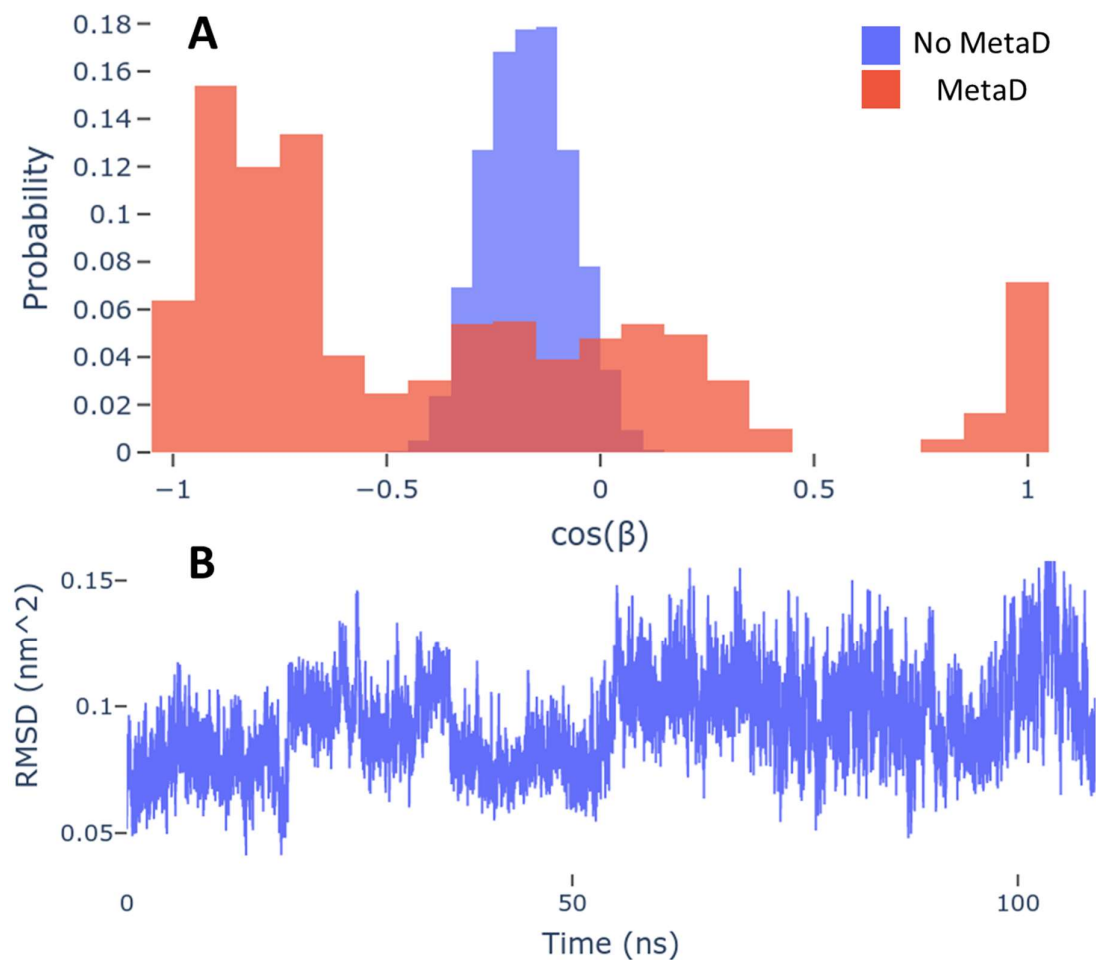 A
No MetaD
MetaD
Probability
0.18
0.16
0.14
0.12
0.1
0.08
0.06
0.04
0.02
0
−1
−0.5
0
0.5
1
cos(β)
B
RMSD (nm^2)
0.15
0.1
0.05
0
50
100
Time (ns)